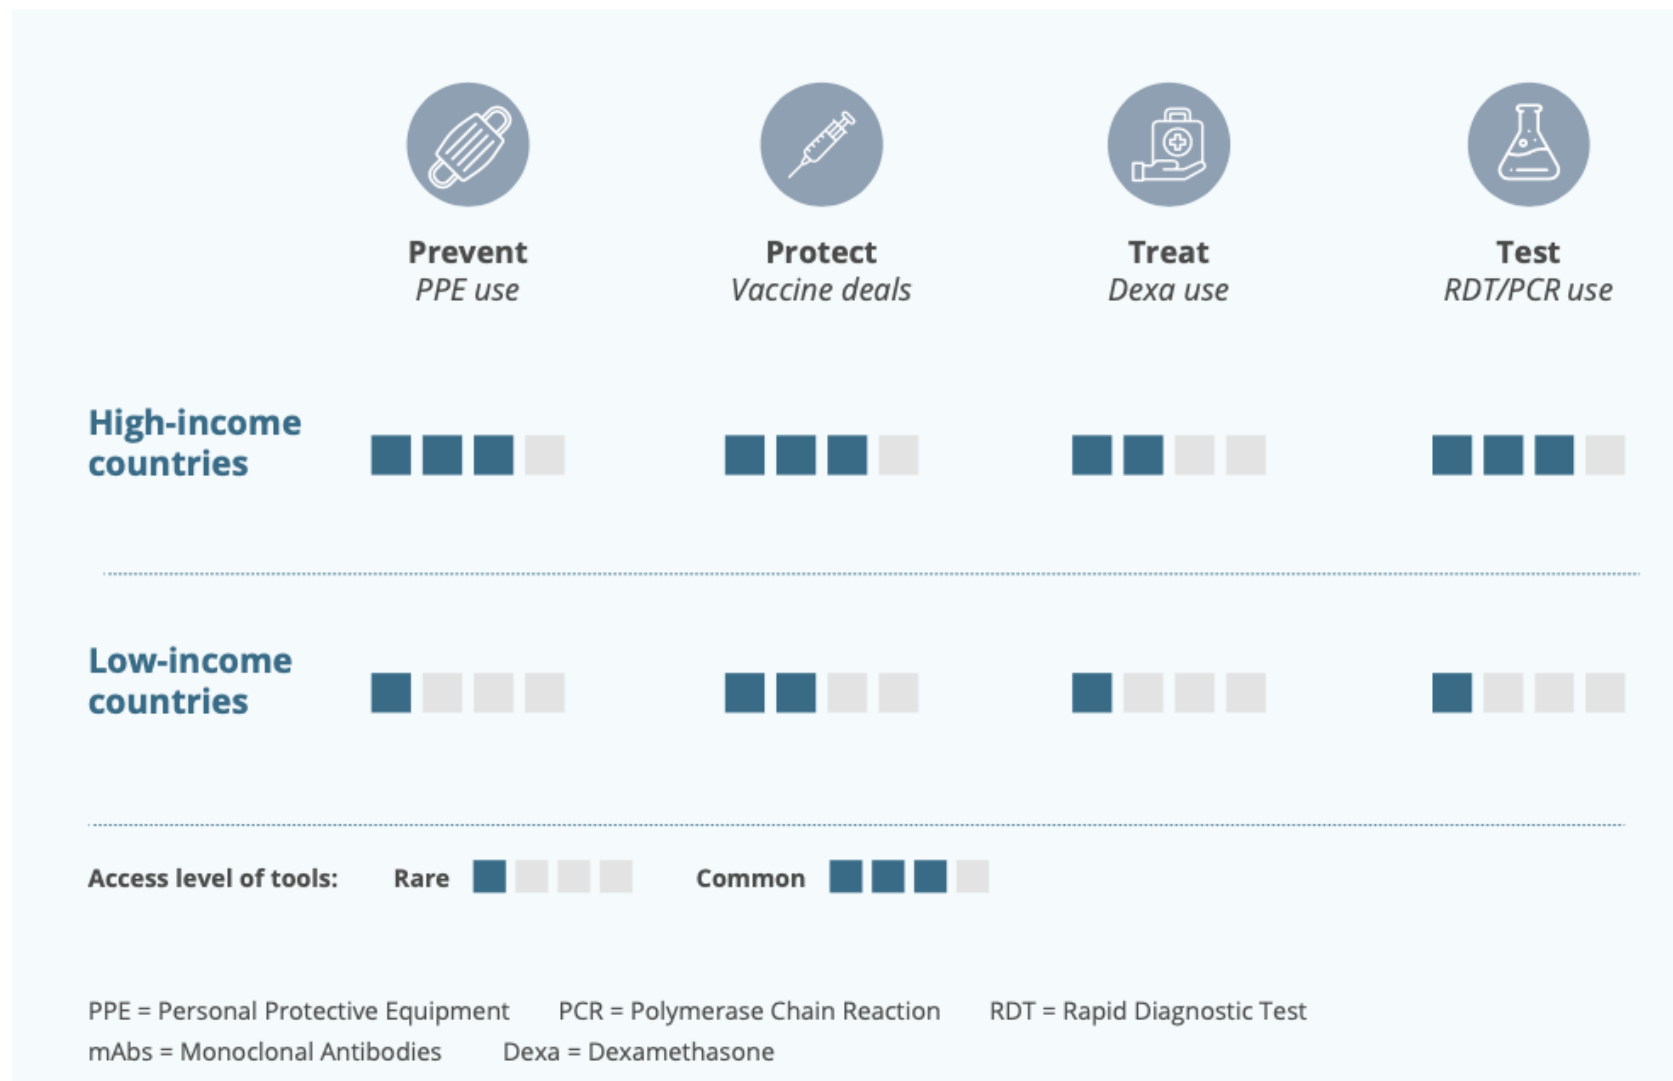 Prevent
PPE use
Protect
Vaccine deals
Treat
Dexa use
Test
RDT/PCR use
High-income
countries
Low-income
countries
Access level of tools:
Rare
Common
PPE = Personal Protective Equipment
PCR = Polymerase Chain Reaction
RDT = Rapid Diagnostic Test
mAbs = Monoclonal Antibodies
Dexa = Dexamethasone